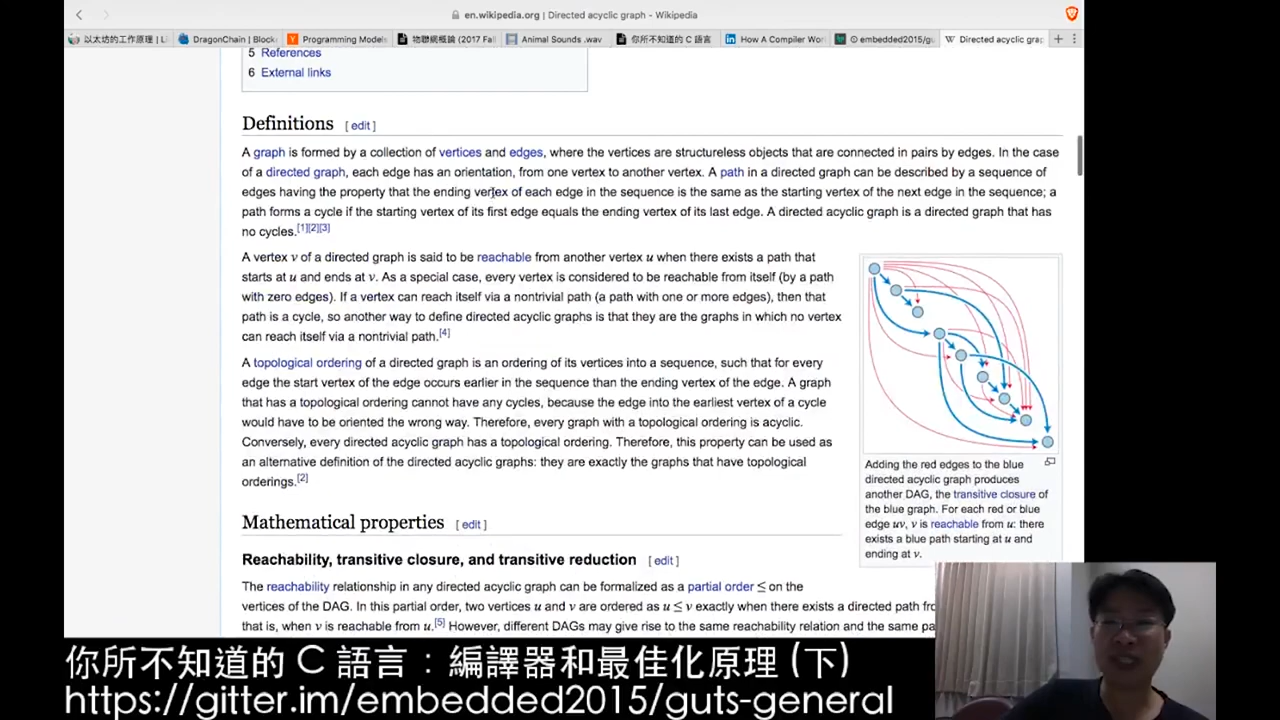 en.wikipedia.org | Directed acyclic graph - Wikipedia
以太坊的工作原理 | Li
DragonChain | Block
Programming Models
物聯網概論 (2017 Fall
Animal Sounds .wav
你所不知道的 C 語言
How A Compiler Wor
embedded2015/gu
W Directed acyclic gra
5 References
6 External links
Definitions [ edit ]
A graph is formed by a collection of vertices and edges, where the vertices are structureless objects that are connected in pairs by edges. In the case
of a directed graph, each edge has an orientation, from one vertex to another vertex. A path in a directed graph can be described by a sequence of
edges having the property that the ending vertex of each edge in the sequence is the same as the starting vertex of the next edge in the sequence; a
path forms a cycle if the starting vertex of its first edge equals the ending vertex of its last edge. A directed acyclic graph is a directed graph that has
no cycles.[1][2][3]
A vertex v of a directed graph is said to be reachable from another vertex u when there exists a path that
starts at u and ends at v. As a special case, every vertex is considered to be reachable from itself (by a path
with zero edges). If a vertex can reach itself via a nontrivial path (a path with one or more edges), then that
path is a cycle, so another way to define directed acyclic graphs is that they are the graphs in which no vertex
can reach itself via a nontrivial path.[4]
A topological ordering of a directed graph is an ordering of its vertices into a sequence, such that for every
edge the start vertex of the edge occurs earlier in the sequence than the ending vertex of the edge. A graph
that has a topological ordering cannot have any cycles, because the edge into the earliest vertex of a cycle
would have to be oriented the wrong way. Therefore, every graph with a topological ordering is acyclic.
Conversely, every directed acyclic graph has a topological ordering. Therefore, this property can be used as
an alternative definition of the directed acyclic graphs: they are exactly the graphs that have topological
orderings.[2]
Adding the red edges to the blue
directed acyclic graph produces
another DAG, the transitive closure of
the blue graph. For each red or blue
edge uv, v is reachable from u: there
exists a blue path starting at u and
ending at v.
Mathematical properties [ edit ]
Reachability, transitive closure, and transitive reduction [ edit ]
The reachability relationship in any directed acyclic graph can be formalized as a partial order ≤ on the
vertices of the DAG. In this partial order, two vertices u and v are ordered as u ≤ v exactly when there exists a directed path fro
that is, when v is reachable from u.[5] However, different DAGs may give rise to the same reachability relation and the same pa
你所不知道的 C 語言：編譯器和最佳化原理 (下)
https://gitter.im/embedded2015/guts-general